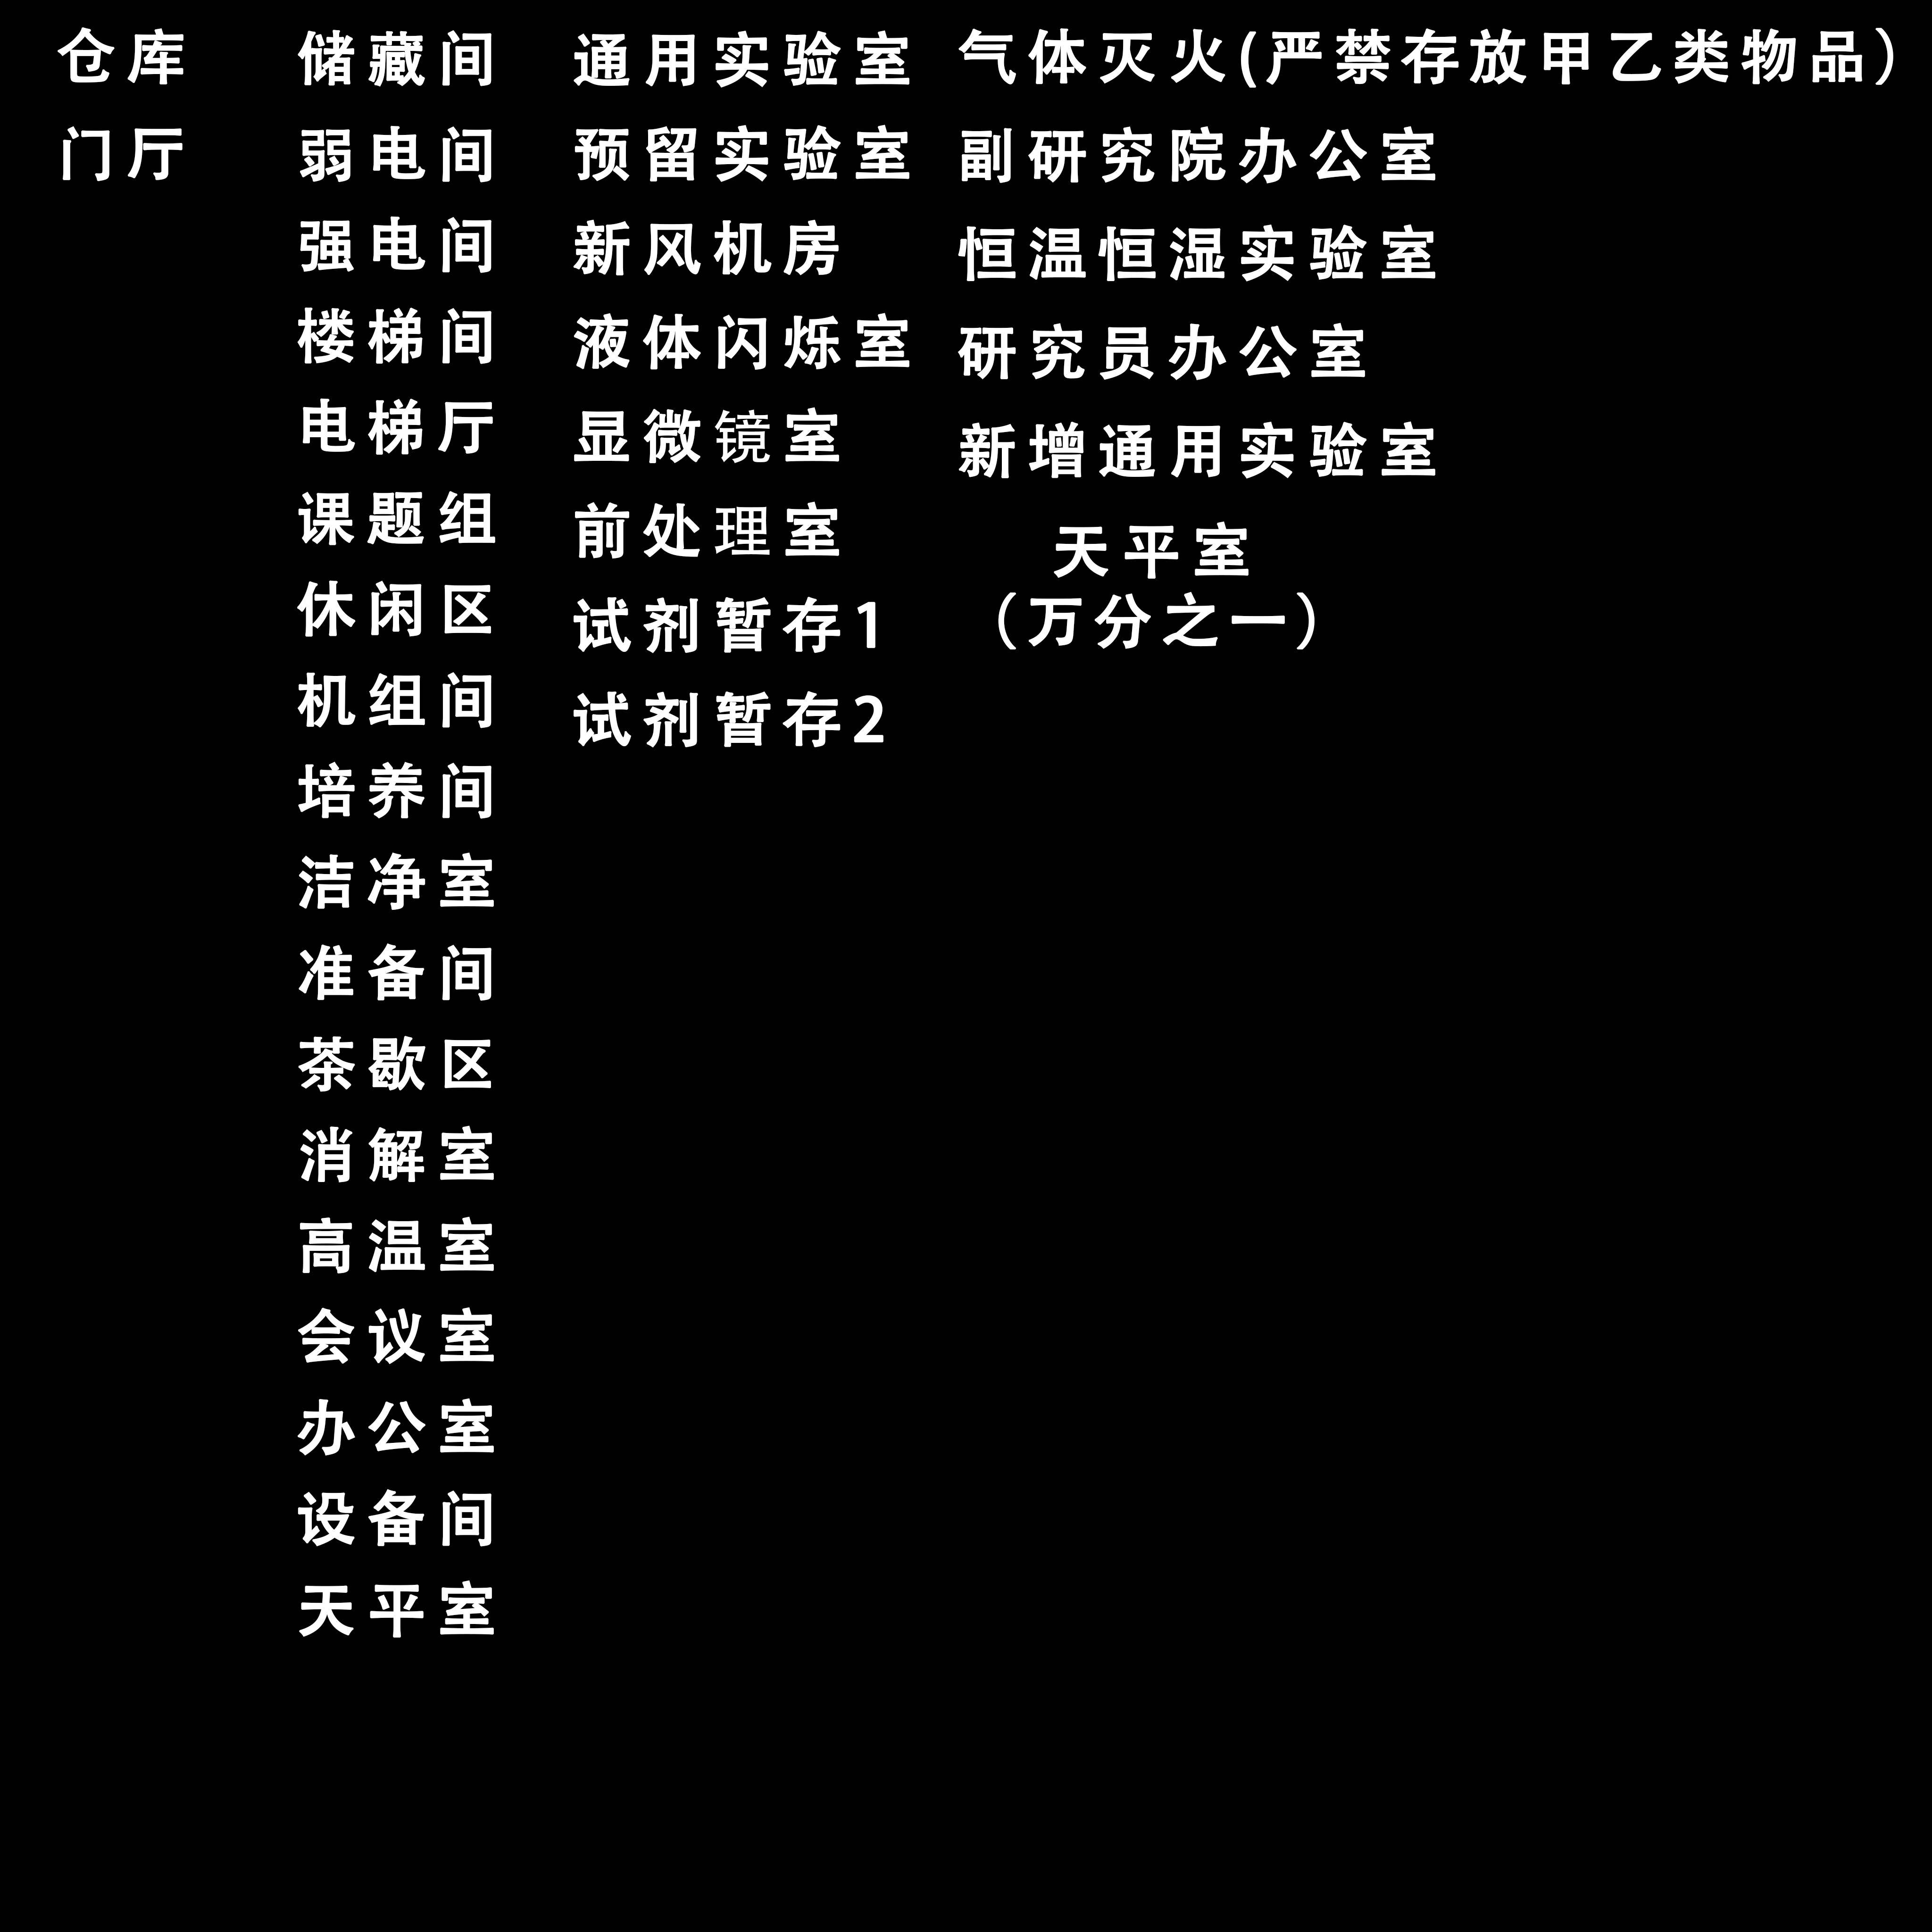 仓库
门厅
储藏间
弱电间
强电间
楼梯间
电梯厅
课题组
休闲区
机组间
培养间
洁净室
准备间
茶歇区
消解室
高温室
会议室
办公室
设备间
天平室
通用实验室
预留实验室
新风机房
液体闪烁室
显微镜室
前处理室
试剂暂存1
试剂暂存2
气体灭火(严禁存放甲乙类物品)
副研究院办公室
恒温恒湿实验室
研究员办公室
新增通用实验室
天平室
（万分之一）